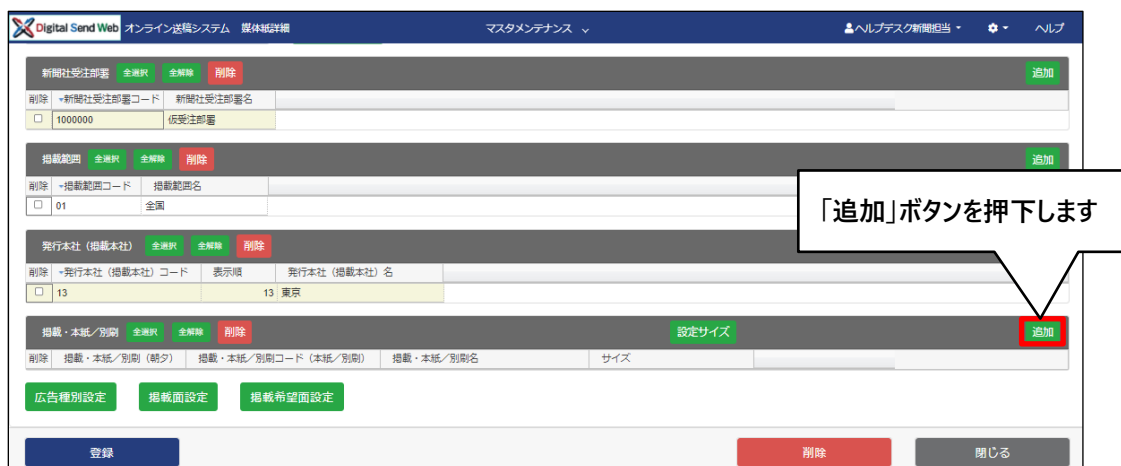 Digital Send Web オンライン送稿システム 媒体紙詳細 マスタメンテナンス ヘルプデスク新聞担当 ヘルプ
新聞社受注部署 全選択 全解除 削除 追加
削除 新聞社受注部署コード 新聞社受注部署名
1000000 仮受注部署
掲載範囲 全選択 全解除 削除 追加
削除 掲載範囲コード 掲載範囲名
01 全国
「追加」ボタンを押下します
発行本社（掲載本社） 全選択 全解除 削除
削除 発行本社（掲載本社）コード 表示順 発行本社（掲載本社）名
13 13 東京
掲載・本紙／別刷 全選択 全解除 削除 設定サイズ 追加
削除 掲載・本紙／別刷（朝夕） 掲載・本紙／別刷コード（本紙／別刷） 掲載・本紙／別刷名 サイズ
広告種別設定 掲載面設定 掲載希望面設定
登録 削除 閉じる